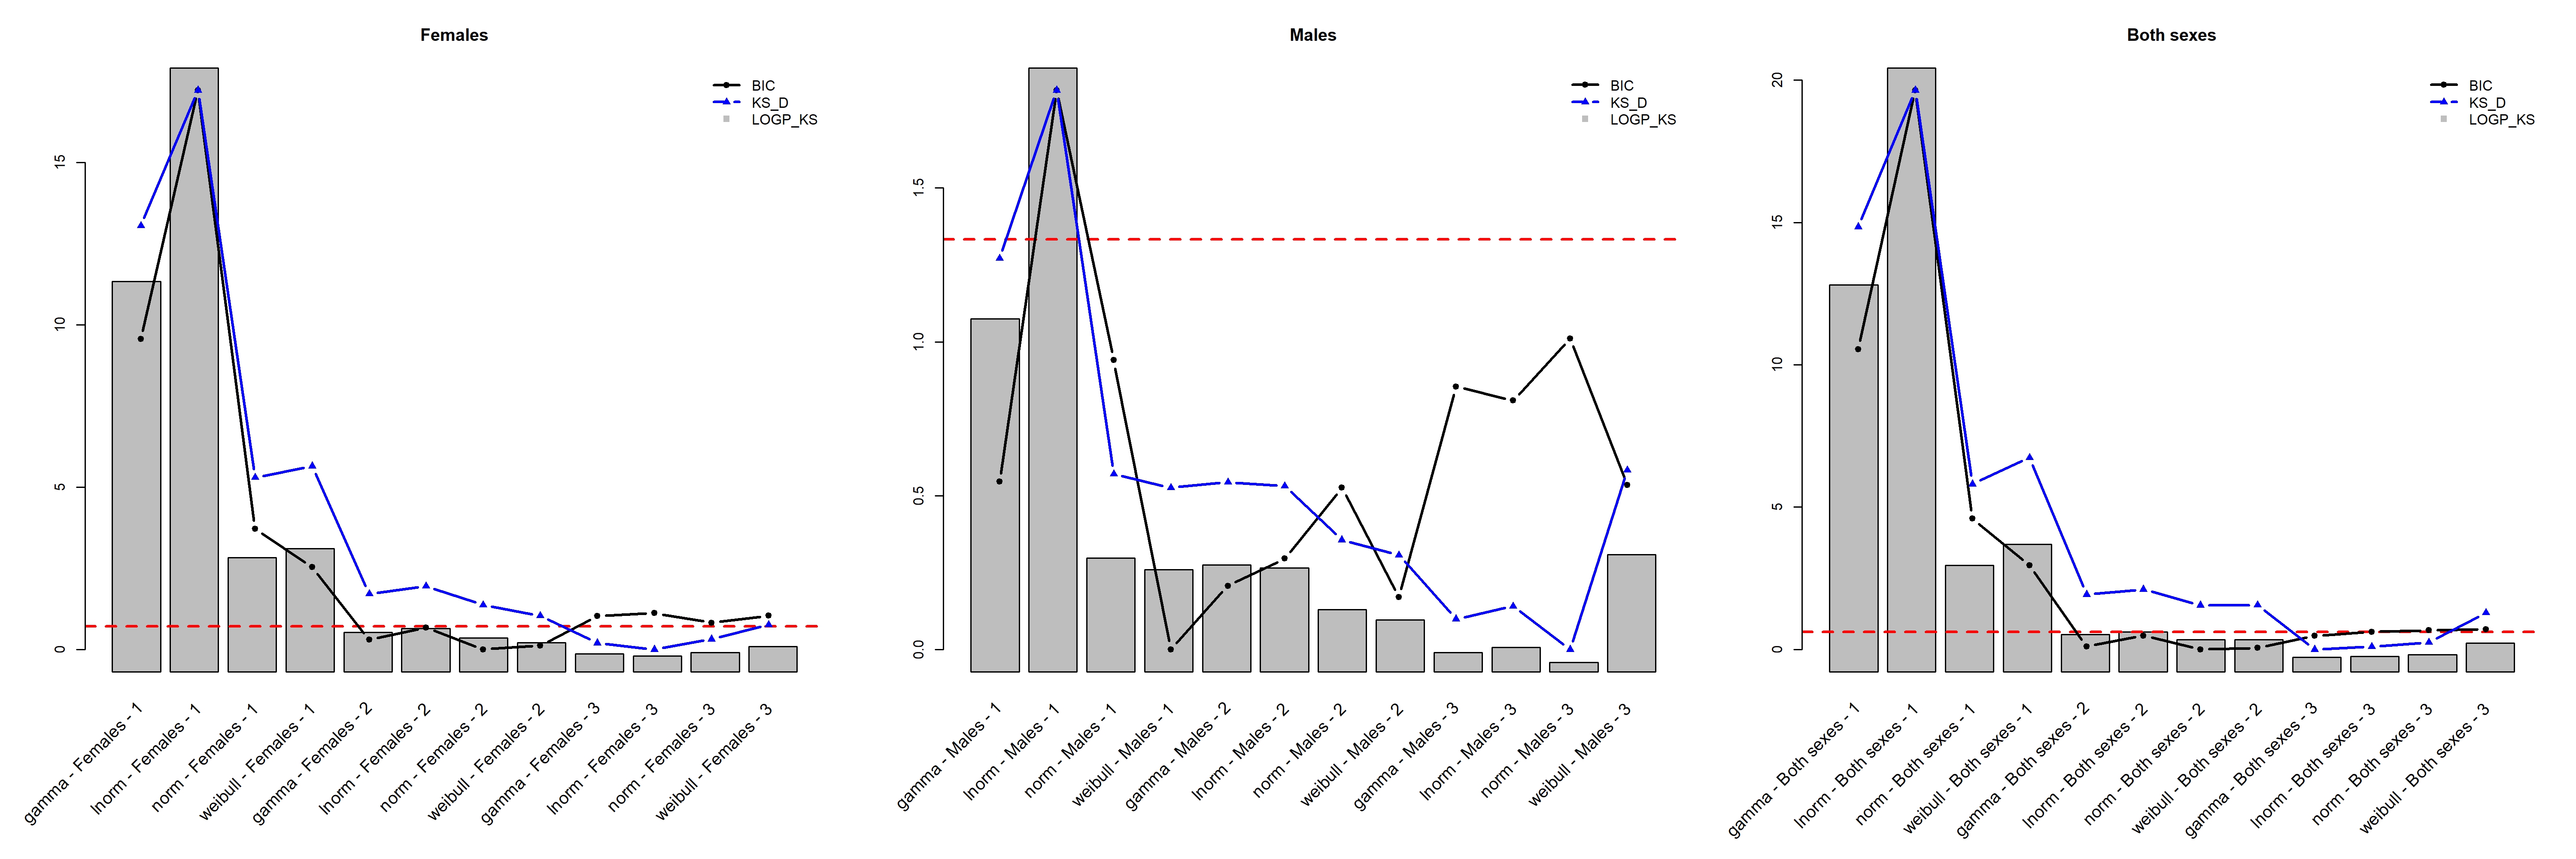 Females
BIC
KS_D
LOGP_KS
15
10
5
0
gamma - Females - 1
lnorm - Females - 1
norm - Females - 1
weibull - Females - 1
gamma - Females - 2
lnorm - Females - 2
norm - Females - 2
weibull - Females - 2
gamma - Females - 3
lnorm - Females - 3
norm - Females - 3
weibull - Females - 3
Males
BIC
KS_D
LOGP_KS
1.5
1.0
0.5
0.0
gamma - Males - 1
lnorm - Males - 1
norm - Males - 1
weibull - Males - 1
gamma - Males - 2
lnorm - Males - 2
norm - Males - 2
weibull - Males - 2
gamma - Males - 3
lnorm - Males - 3
norm - Males - 3
weibull - Males - 3
Both sexes
BIC
KS_D
LOGP_KS
20
15
10
5
0
gamma - Both sexes - 1
lnorm - Both sexes - 1
norm - Both sexes - 1
weibull - Both sexes - 1
gamma - Both sexes - 2
lnorm - Both sexes - 2
norm - Both sexes - 2
weibull - Both sexes - 2
gamma - Both sexes - 3
lnorm - Both sexes - 3
norm - Both sexes - 3
weibull - Both sexes - 3